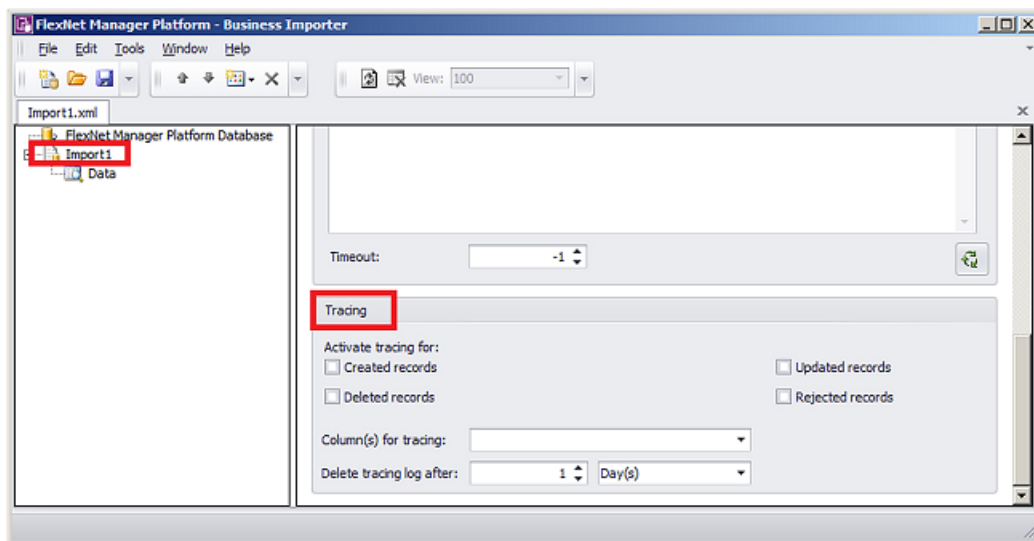 FlexNet Manager Platform - Business Importer
File Edit Tools Window Help
View: 100
Import1.xml
FlexNet Manager Platform Database
Import1
Data
Timeout: -1
Tracing
Activate tracing for:
Created records Updated records
Deleted records Rejected records
Column(s) for tracing:
Delete tracing log after: 1 Day(s)